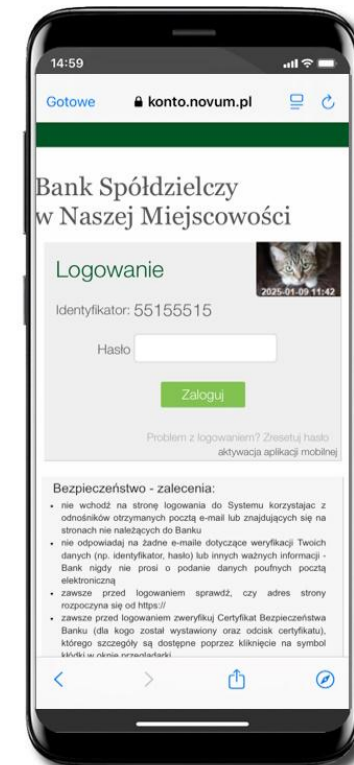 14:59
Gotowe konto.novum.pl
Bank Spółdzielczy
w Naszej Miejscowości
Logowanie
2025-01-09 11:42
Identyfikator: 55155515
Hasło
Zaloguj
Problem z logowaniem? Zresetuj hasło
aktywacja aplikacji mobilnej
Bezpieczeństwo - zalecenia:
• nie wchodź na stronę logowania do Systemu korzystając z
odnośników otrzymanych pocztą e-mail lub znajdujących się na
stronach nie należących do Banku
• nie odpowiadaj na żadne e-maile dotyczące weryfikacji Twoich
danych (np. identyfikator, hasło) lub innych ważnych informacji -
Bank nigdy nie prosi o podanie danych poufnych pocztą
elektroniczną
• zawsze przed logowaniem sprawdź, czy adres strony
rozpoczyna się od https://
• zawsze przed logowaniem zweryfikuj Certyfikat Bezpieczeństwa
Banku (dla kogo został wystawiony oraz odcisk certyfikatu),
którego szczegóły są dostępne poprzez kliknięcie na symbol
kłódki w oknie przeglądarki